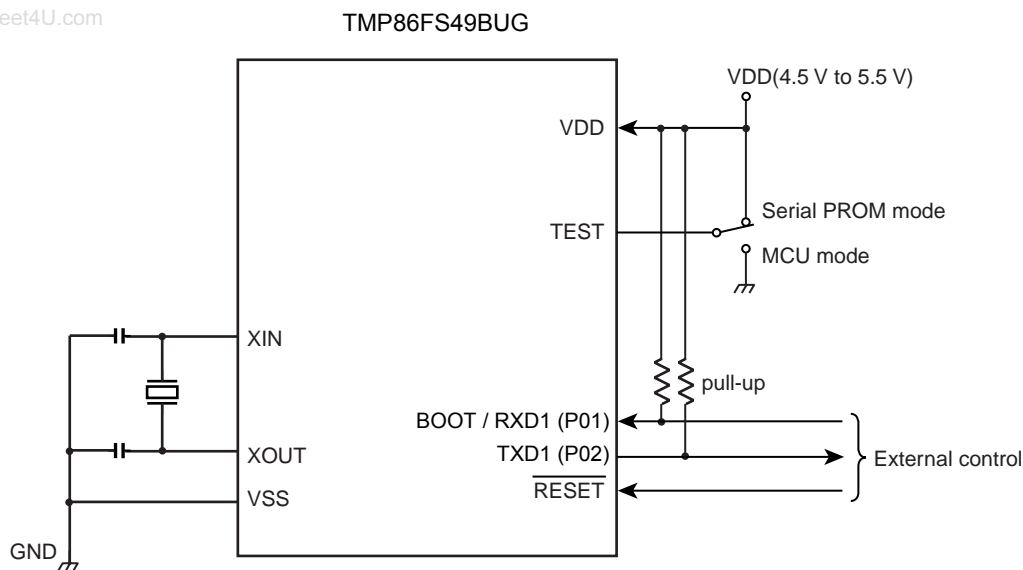 eet4U.com
TMP86FS49BUG
VDD(4.5 V to 5.5 V)
VDD
TEST
Serial PROM mode
MCU mode
XIN
pull-up
BOOT / RXD1 (P01)
XOUT
TXD1 (P02)
External control
RESET
VSS
GND